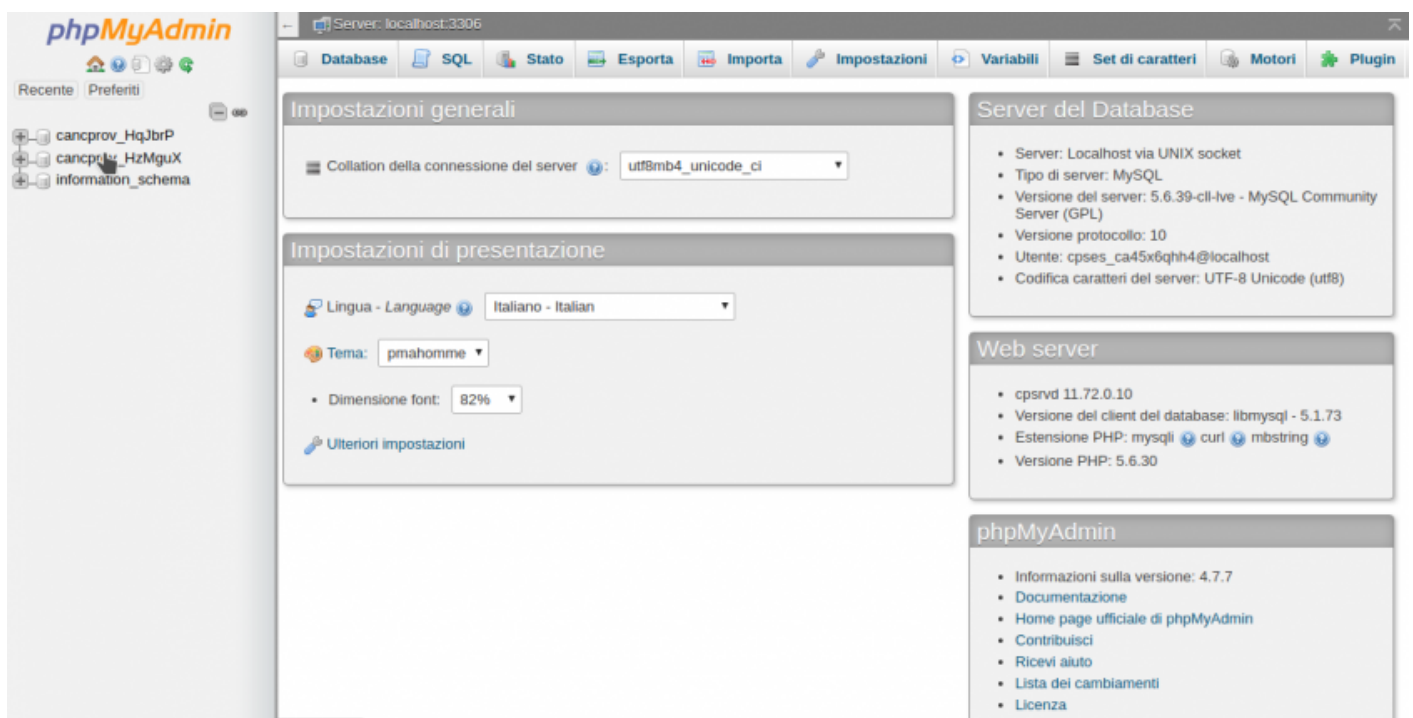 phpMyAdmin
Recente Preferiti
cancprov_HqJbrP
cancprov_HzMguX
information_schema
Server: localhost:3306
Database SQL Stato Esporta Importa Impostazioni Variabili Set di caratteri Motori Plugin
Impostazioni generali
Collation della connessione del server : utf8mb4_unicode_ci
Impostazioni di presentazione
Lingua - Language Italiano - Italian
Tema: pmahomme
Dimensione font: 82%
Ulteriori impostazioni
Server del Database
Server: Localhost via UNIX socket
Tipo di server: MySQL
Versione del server: 5.6.39-cll-lve - MySQL Community
Server (GPL)
Versione protocollo: 10
Utente: cpses_ca45x6qhh4@localhost
Codifica caratteri del server: UTF-8 Unicode (utf8)
Web server
cpsrvd 11.72.0.10
Versione del client del database: libmysql - 5.1.73
Estensione PHP: mysqli curl mbstring
Versione PHP: 5.6.30
phpMyAdmin
Informazioni sulla versione: 4.7.7
Documentazione
Home page ufficiale di phpMyAdmin
Contribuisci
Ricevi aiuto
Lista dei cambiamenti
Licenza